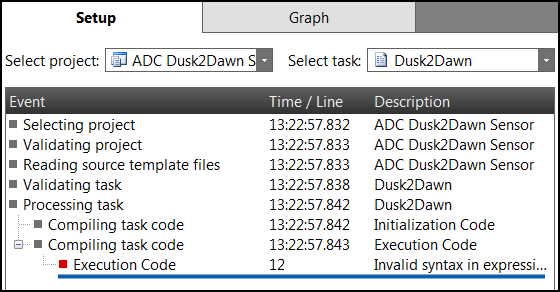 Setup Graph
Select project: ADC Dusk2Dawn S Select task: Dusk2Dawn
Event Time / Line Description
Selecting project 13:22:57.832 ADC Dusk2Dawn Sensor
Validating project 13:22:57.833 ADC Dusk2Dawn Sensor
Reading source template files 13:22:57.833 ADC Dusk2Dawn Sensor
Validating task 13:22:57.838 Dusk2Dawn
Processing task 13:22:57.842 Dusk2Dawn
Compiling task code 13:22:57.842 Initialization Code
Compiling task code 13:22:57.843 Execution Code
Execution Code 12 Invalid syntax in expressi...